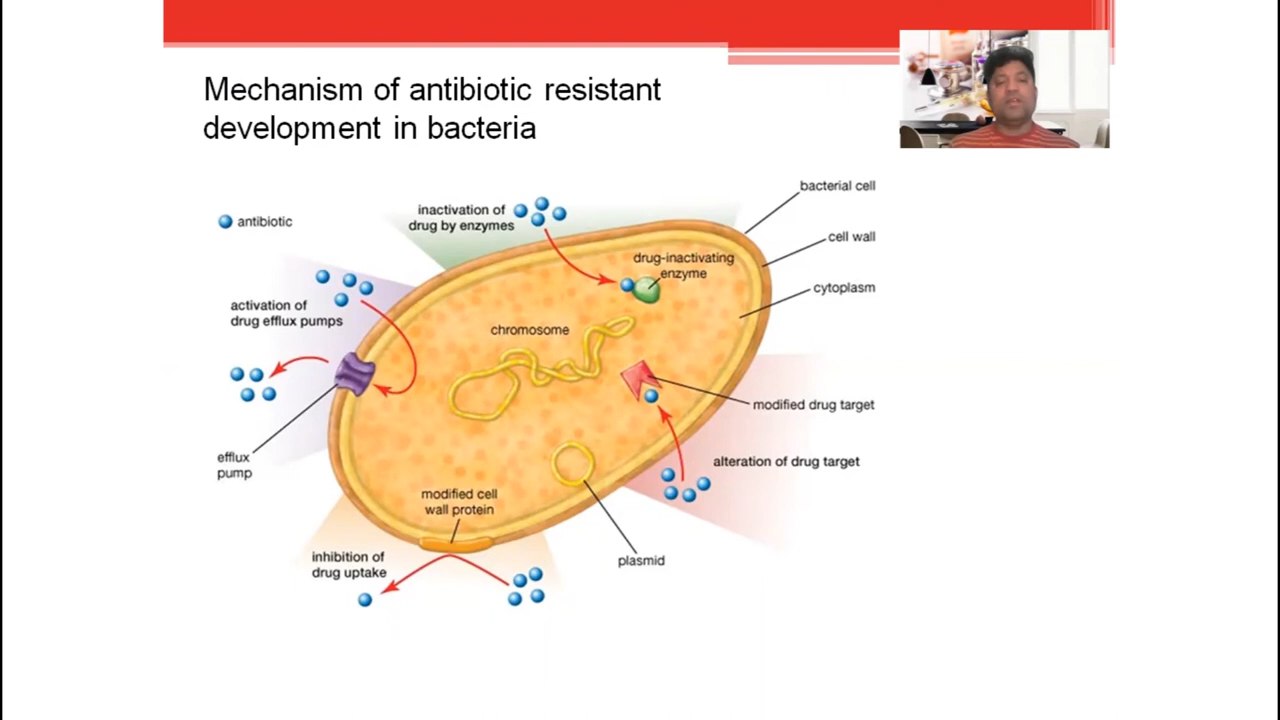 Mechanism of antibiotic resistant
development in bacteria
bacterial cell
inactivation of
drug by enzymes
antibiotic
cell wall
drug-inactivating
enzyme
cytoplasm
activation of
drug efflux pumps
chromosome
modified drug target
efflux
pump
alteration of drug target
modified cell
wall protein
inhibition of
drug uptake
plasmid